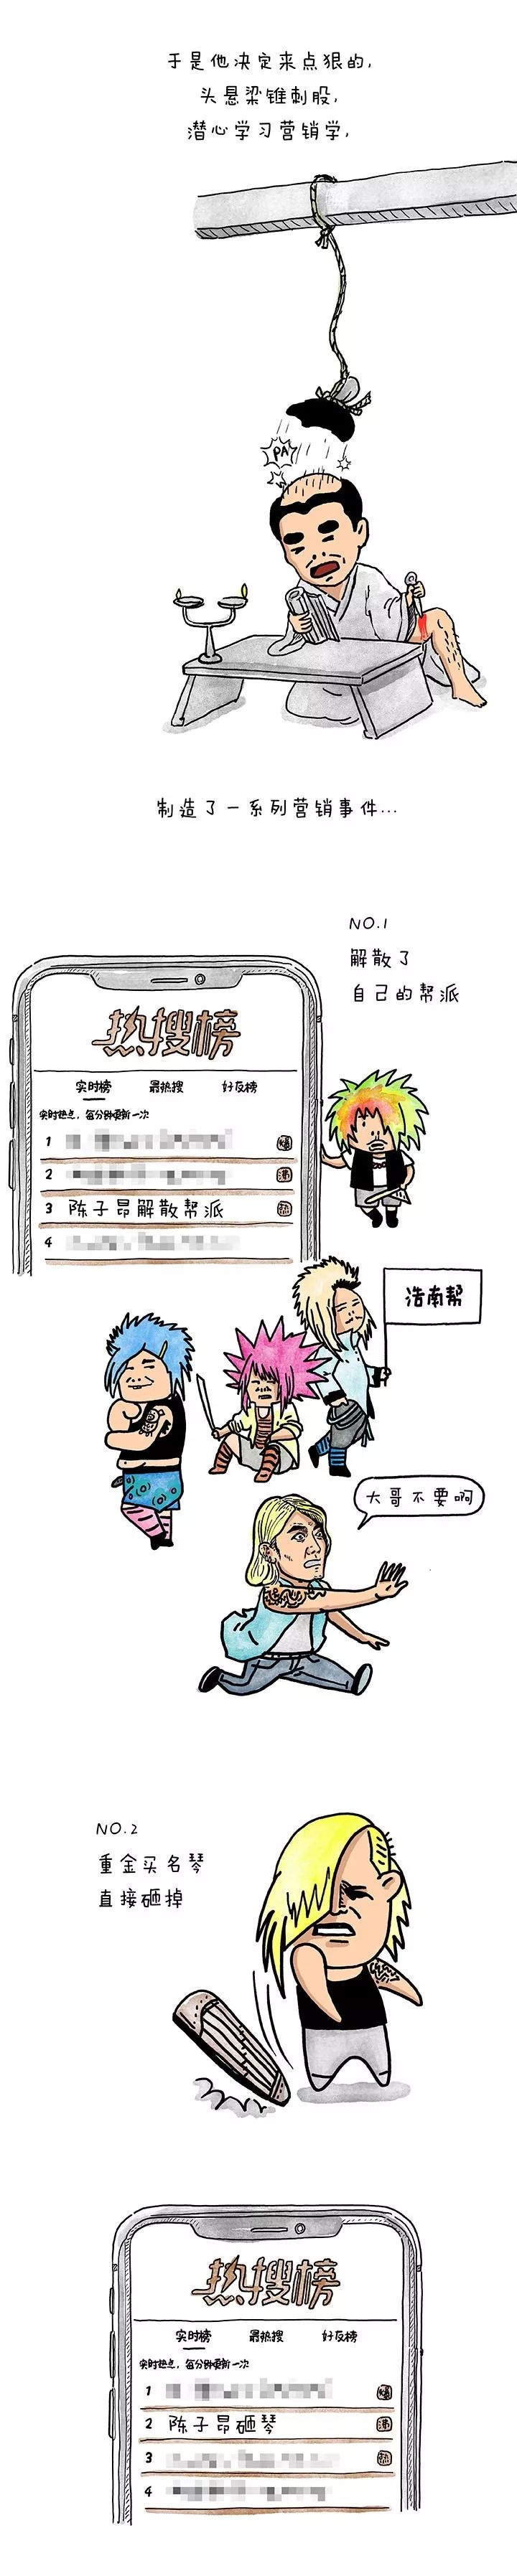 于是他决定来点狠的,
头悬梁锥刺股,
潜心学习营销学,
PA
制造了一系列营销事件...
NO.1
解散了
自己的帮派
热搜榜
实时榜 最热搜 好友榜
实时热点，每分钟更新一次
1 爆
2 沸
3 陈子昂解散帮派 热
4
浩南帮
大哥不要啊
NO.2
重金买名琴
直接砸掉
热搜榜
实时榜 最热搜 好友榜
实时热点，每分钟更新一次
1 爆
2 陈子昂砸琴 沸
3 热
4